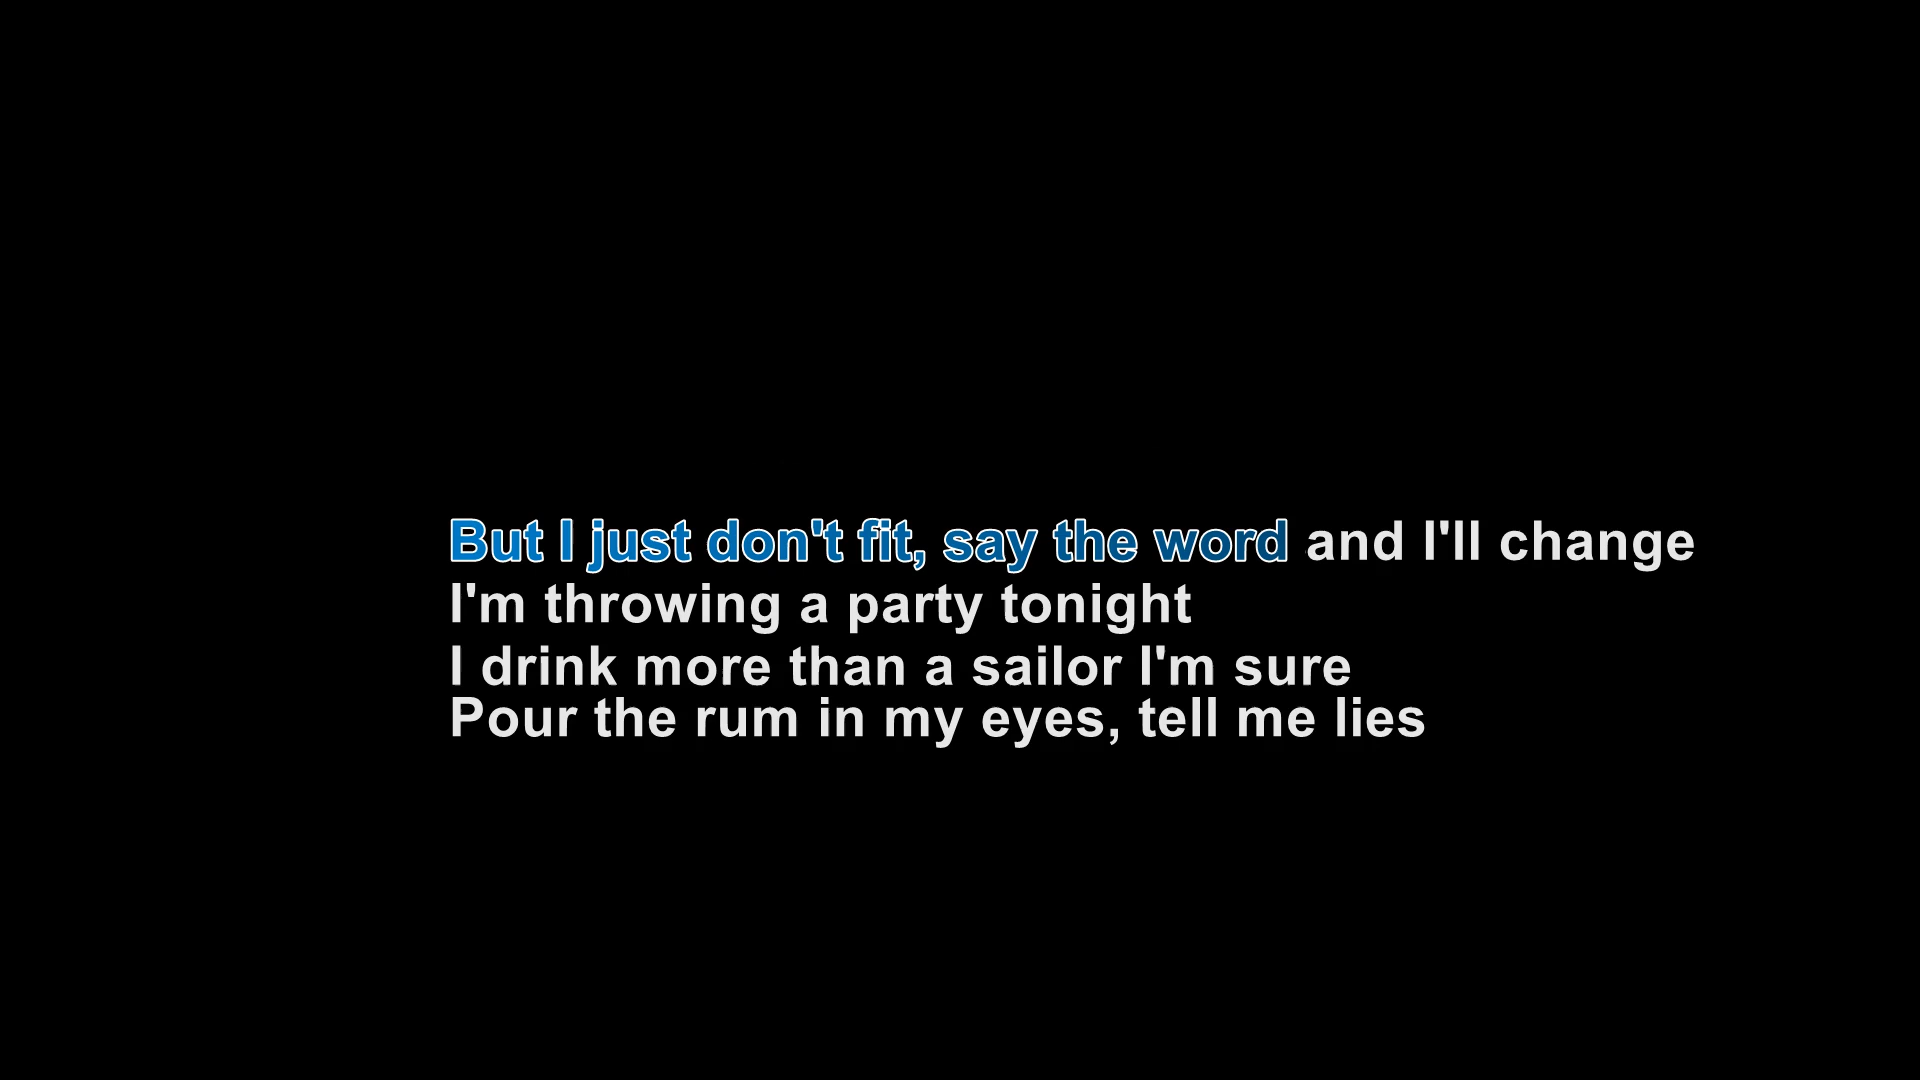 But I just don't fit, say the word and I'll change
I'm throwing a party tonight
I drink more than a sailor I'm sure
Pour the rum in my eyes, tell me lies